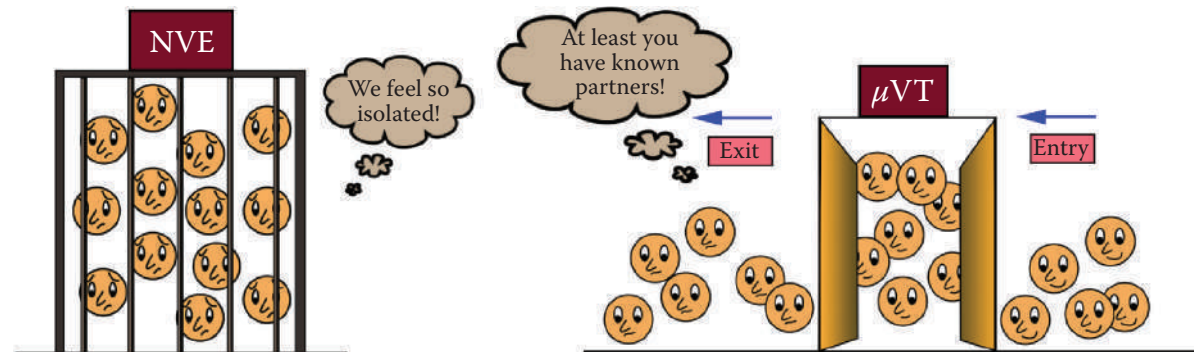 NVE
We feel so
isolated!
At least you
have known
partners!
Exit
μVT
Entry